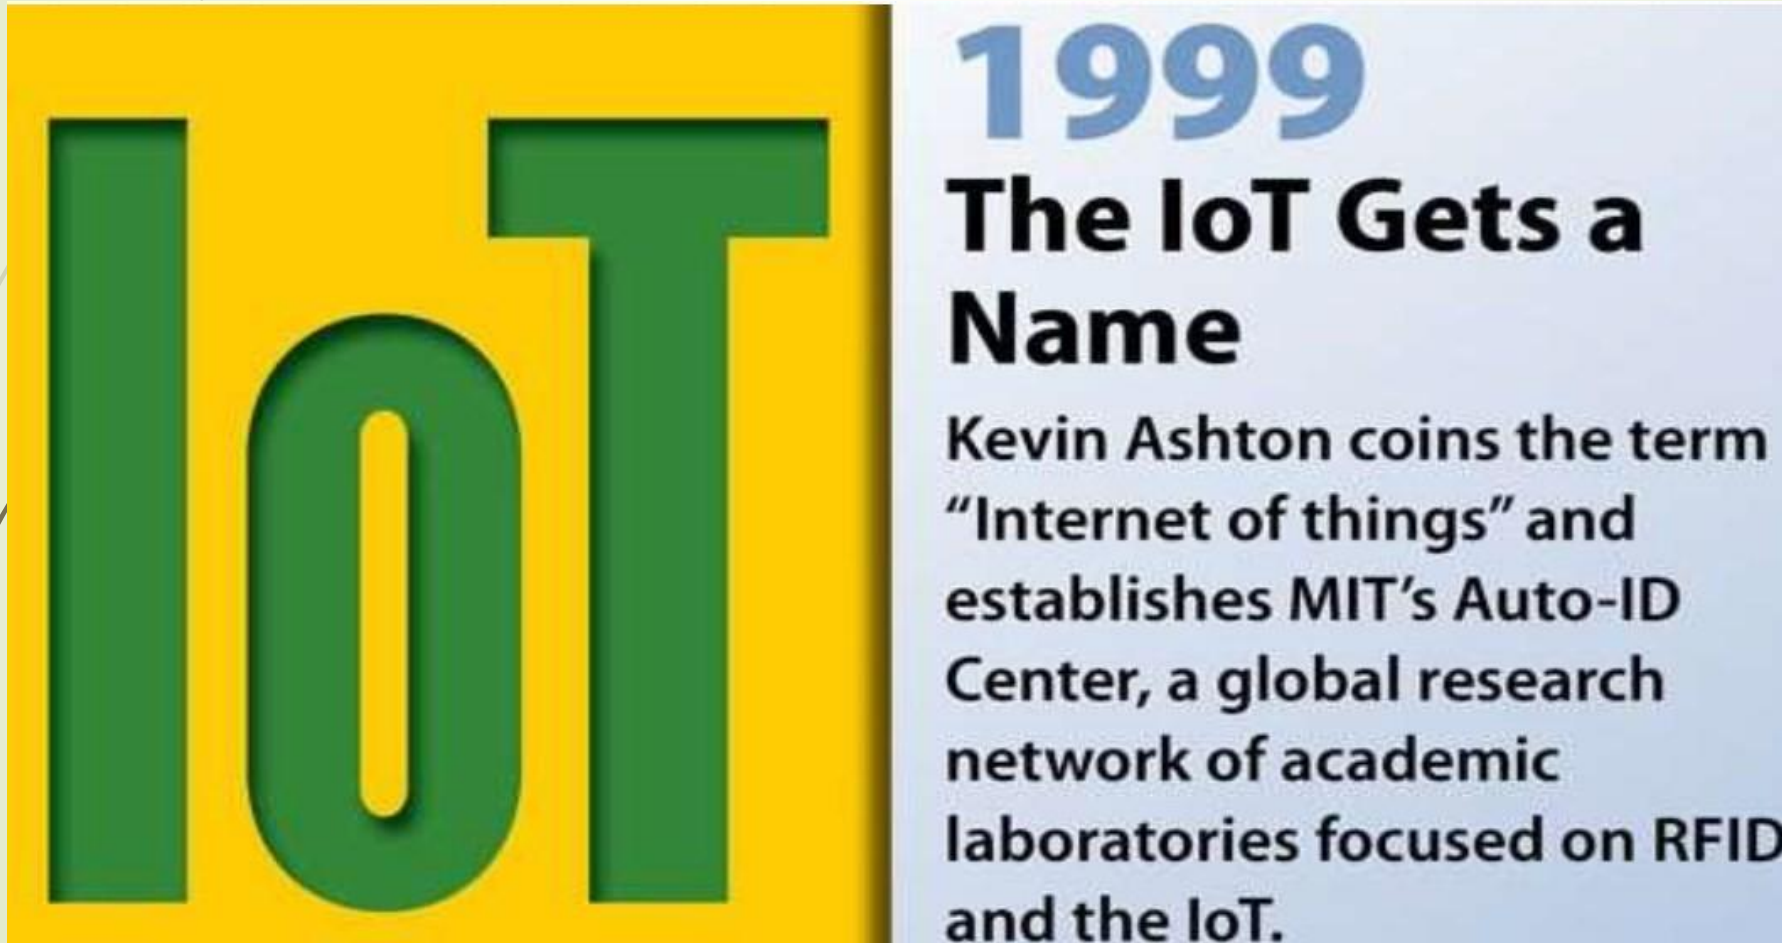 IoT
1999
The IoT Gets a
Name
Kevin Ashton coins the term
“Internet of things” and
establishes MIT’s Auto-ID
Center, a global research
network of academic
laboratories focused on RFID
and the IoT.